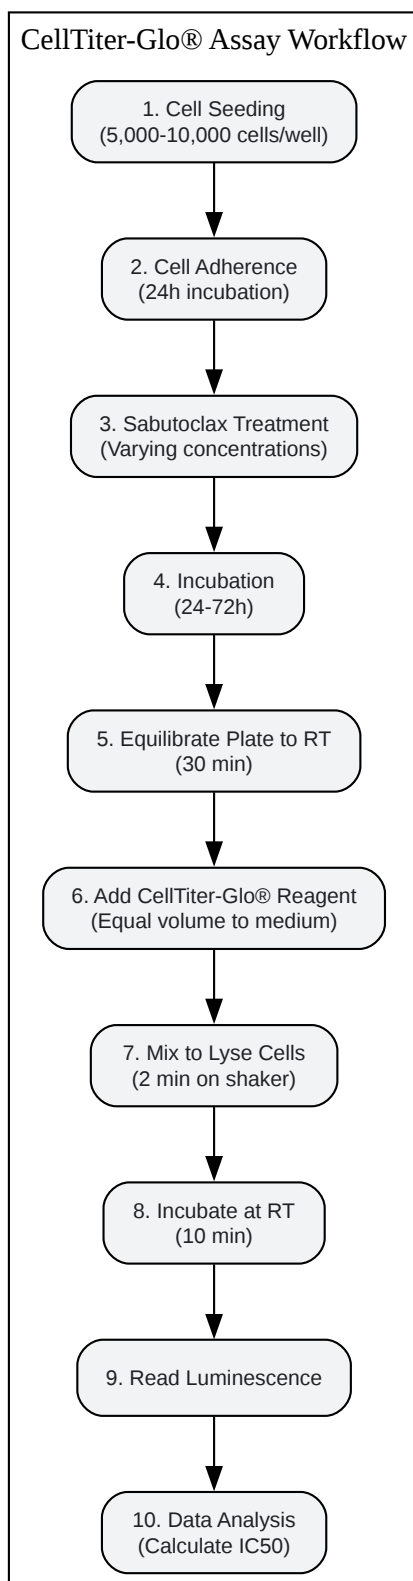 CellTiter-Glo® Assay Workflow
1. Cell Seeding
(5,000-10,000 cells/well)
2. Cell Adherence
(24h incubation)
3. Sabutoclax Treatment
(Varying concentrations)
4. Incubation
(24-72h)
5. Equilibrate Plate to RT
(30 min)
6. Add CellTiter-Glo® Reagent
(Equal volume to medium)
7. Mix to Lyse Cells
(2 min on shaker)
8. Incubate at RT
(10 min)
9. Read Luminescence
10. Data Analysis
(Calculate IC50)